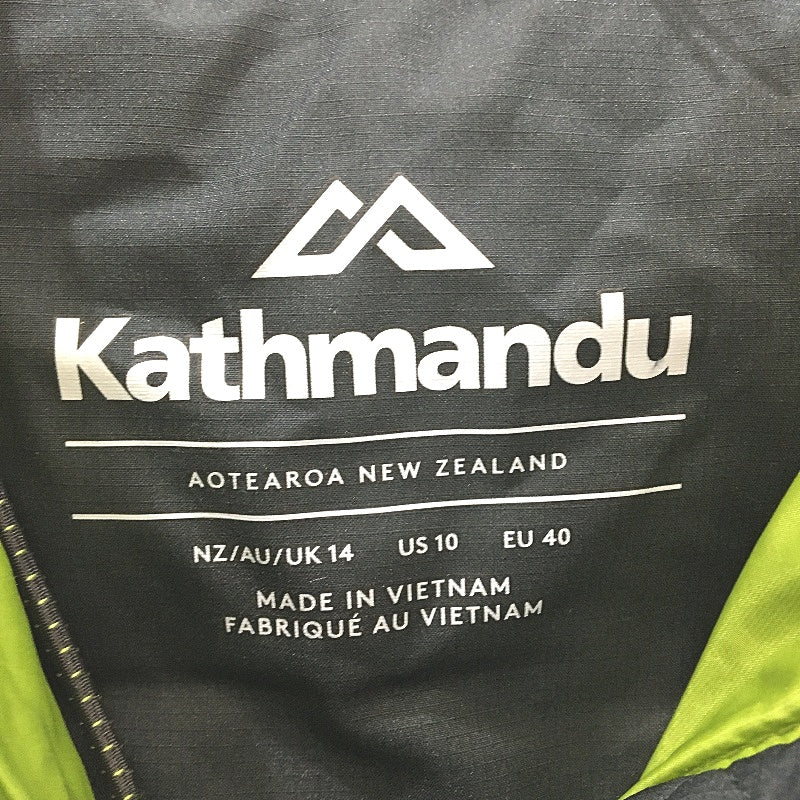 Kathmandu
AOTEAROA NEW ZEALAND
NZ/AU/UK 14 US 10 EU 40
MADE IN VIETNAM
FABRIQUÉ AU VIETNAM